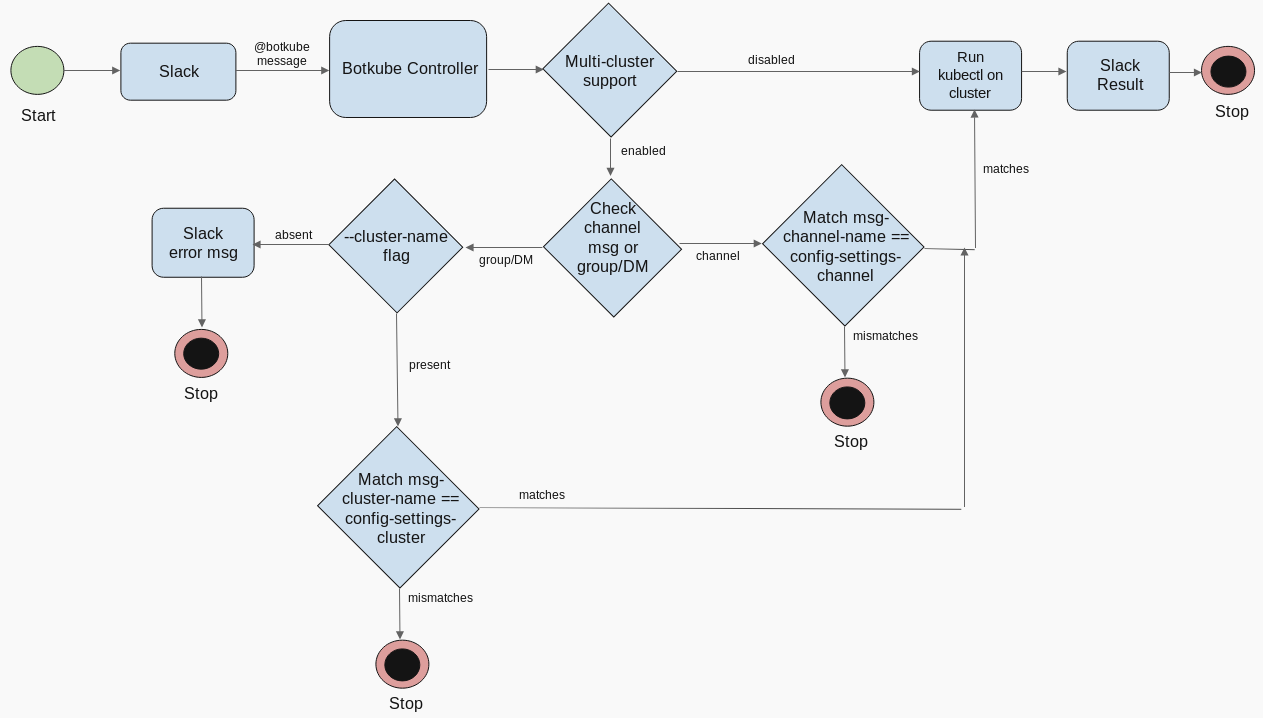 @botkube
message
Slack
Botkube Controller
Multi-cluster
support
disabled
Run
kubectl on
cluster
Slack
Result
Start
Stop
enabled
matches
Slack
error msg
absent
--cluster-name
flag
group/DM
Check
channel
msg or
group/DM
channel
Match msg-
channel-name ==
config-settings-
channel
mismatches
Stop
present
Stop
Match msg-
cluster-name ==
config-settings-
cluster
matches
mismatches
Stop